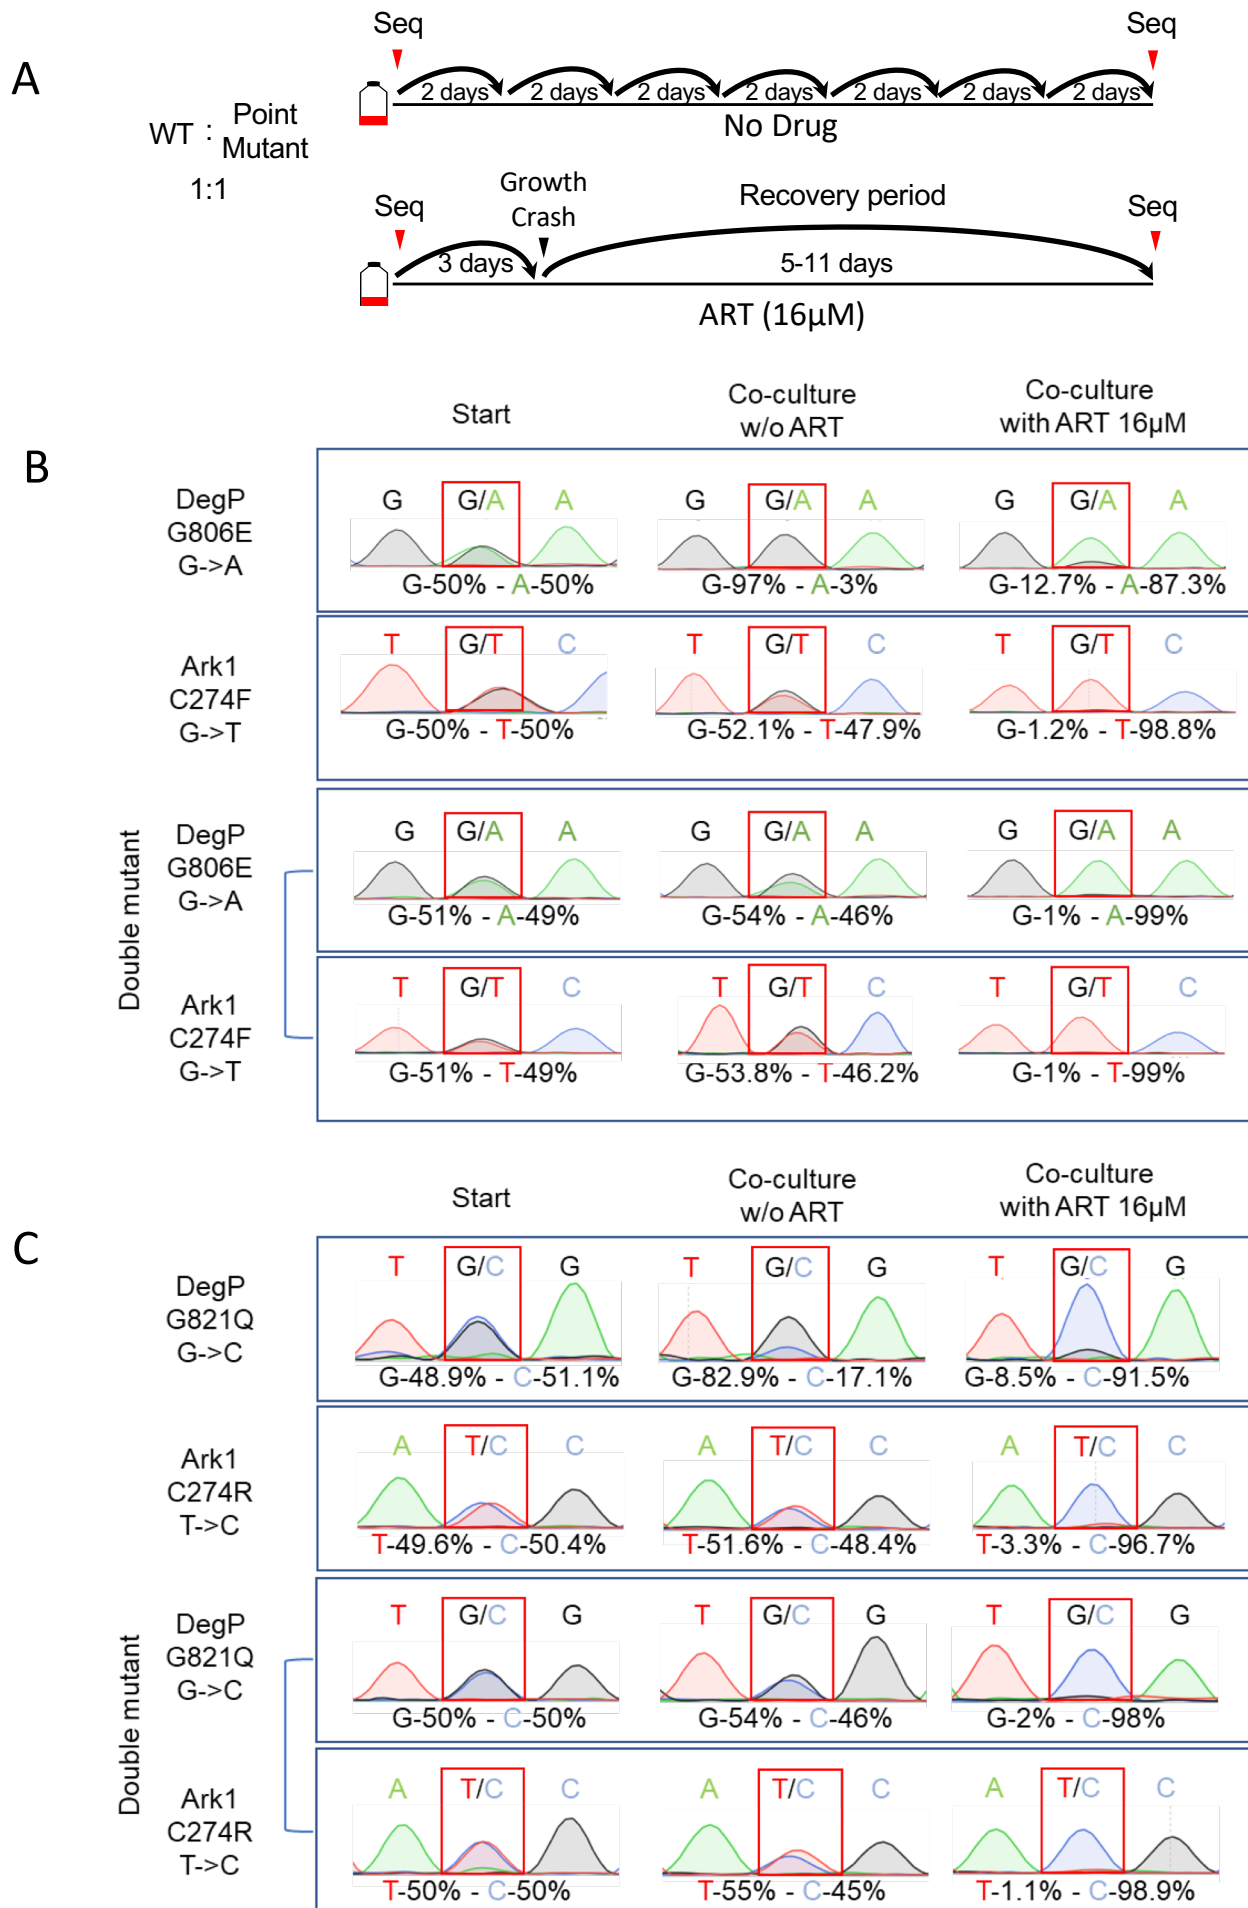 A
Seq
Seq
2 days
2 days
2 days
2 days
2 days
2 days
2 days
No Drug
WT : Point Mutant
1:1
Seq
Growth
Crash
Recovery period
Seq
3 days
5-11 days
ART (16µM)
B
Start
Co-culture
w/o ART
Co-culture
with ART 16µM
DegP
G806E
G->A
G G/A A
G-50% - A-50%
G G/A A
G-97% - A-3%
G G/A A
G-12.7% - A-87.3%
Ark1
C274F
G->T
T G/T C
G-50% - T-50%
T G/T C
G-52.1% - T-47.9%
T G/T C
G-1.2% - T-98.8%
Double mutant
DegP
G806E
G->A
G G/A A
G-51% - A-49%
G G/A A
G-54% - A-46%
G G/A A
G-1% - A-99%
Ark1
C274F
G->T
T G/T C
G-51% - T-49%
T G/T C
G-53.8% - T-46.2%
T G/T C
G-1% - T-99%
C
Start
Co-culture
w/o ART
Co-culture
with ART 16µM
DegP
G821Q
G->C
T G/C G
G-48.9% - C-51.1%
T G/C G
G-82.9% - C-17.1%
T G/C G
G-8.5% - C-91.5%
Ark1
C274R
T->C
A T/C C
T-49.6% - C-50.4%
A T/C C
T-51.6% - C-48.4%
A T/C C
T-3.3% - C-96.7%
Double mutant
DegP
G821Q
G->C
T G/C G
G-50% - C-50%
T G/C G
G-54% - C-46%
T G/C G
G-2% - C-98%
Ark1
C274R
T->C
A T/C C
T-50% - C-50%
A T/C C
T-55% - C-45%
A T/C C
T-1.1% - C-98.9%